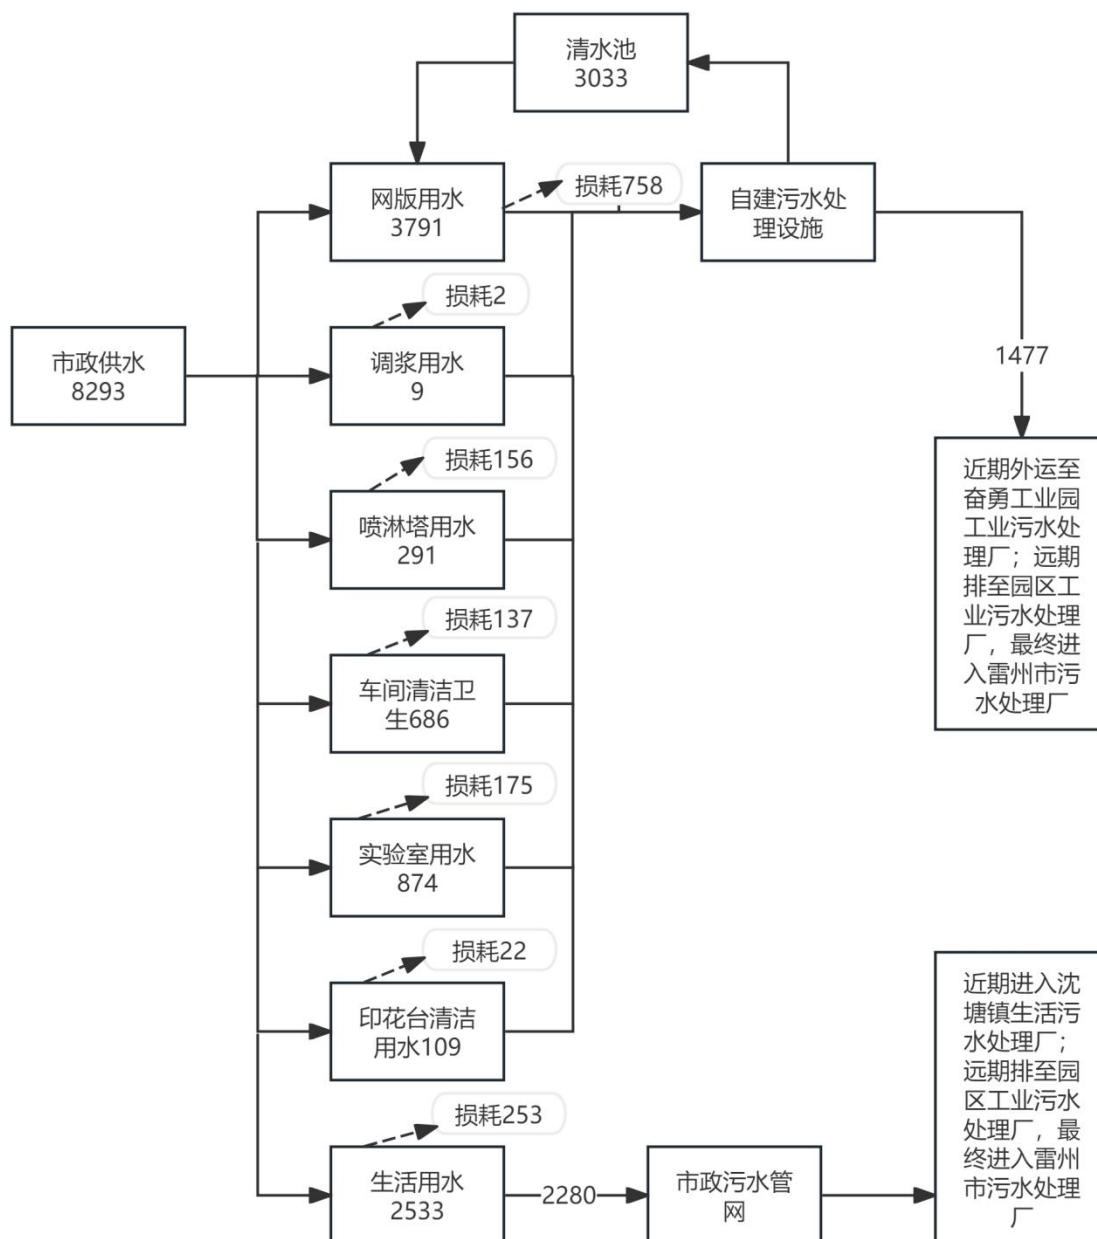 清水池
3033
网版用水
3791
损耗758
自建污水处
理设施
损耗2
市政供水
8293
调浆用水
9
1477
损耗156
喷淋塔用水
291
近期外运至
奋勇工业园
工业污水处
理厂；远期
排至园区工
业污水处理
厂，最终进
入雷州市污
水处理厂
损耗137
车间清洁卫
生686
损耗175
实验室用水
874
损耗22
印花台清洁
用水109
近期进入沈
塘镇生活污
水处理厂；
远期排至园
区工业污水
处理厂，最
终进入雷州
市污水处理
厂
损耗253
生活用水
2533
2280
市政污水管
网